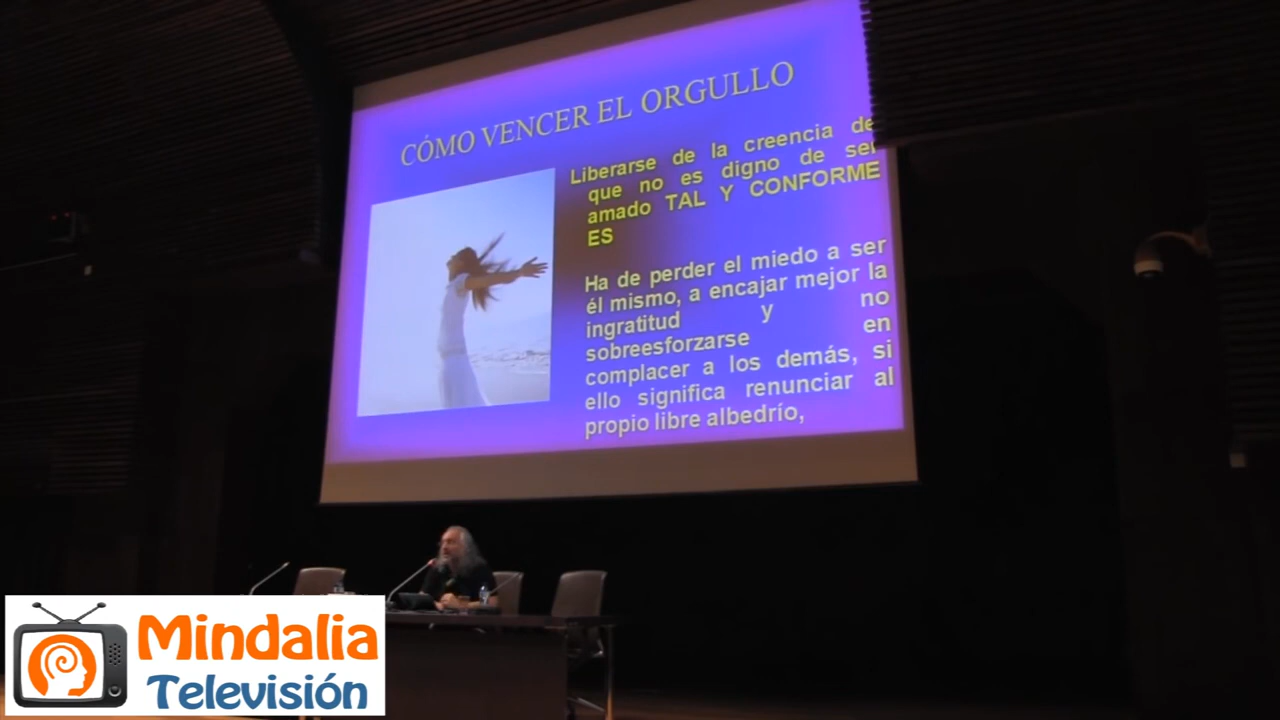 CÓMO VENCER EL ORGULLO
Liberarse de la creencia de
que no es digno de ser
amado TAL Y CONFORME
ES
Ha de perder el miedo a ser
él mismo, a encajar mejor la
ingratitud y no
sobreesforzarse en
complacer a los demás, si
ello significa renunciar al
propio libre albedrío,
Mindalia
Televisión